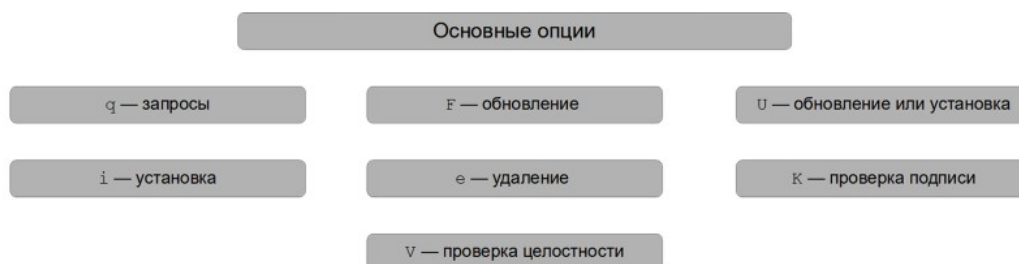 Основные опции
q — запросы
F — обновление
U — обновление или установка
i — установка
e — удаление
K — проверка подписи
V — проверка целостности